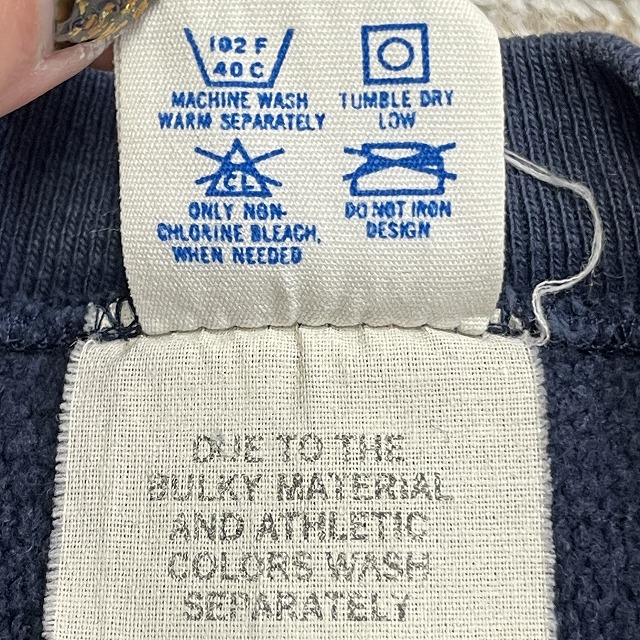 102 F
40 C
MACHINE WASH
WARM SEPARATELY
TUMBLE DRY
LOW
CL
ONLY NON-
CHLORINE BLEACH,
WHEN NEEDED
DO NOT IRON
DESIGN
DUE TO THE
BULKY MATERIAL
AND ATHLETIC
COLORS WASH
SEPARATELY